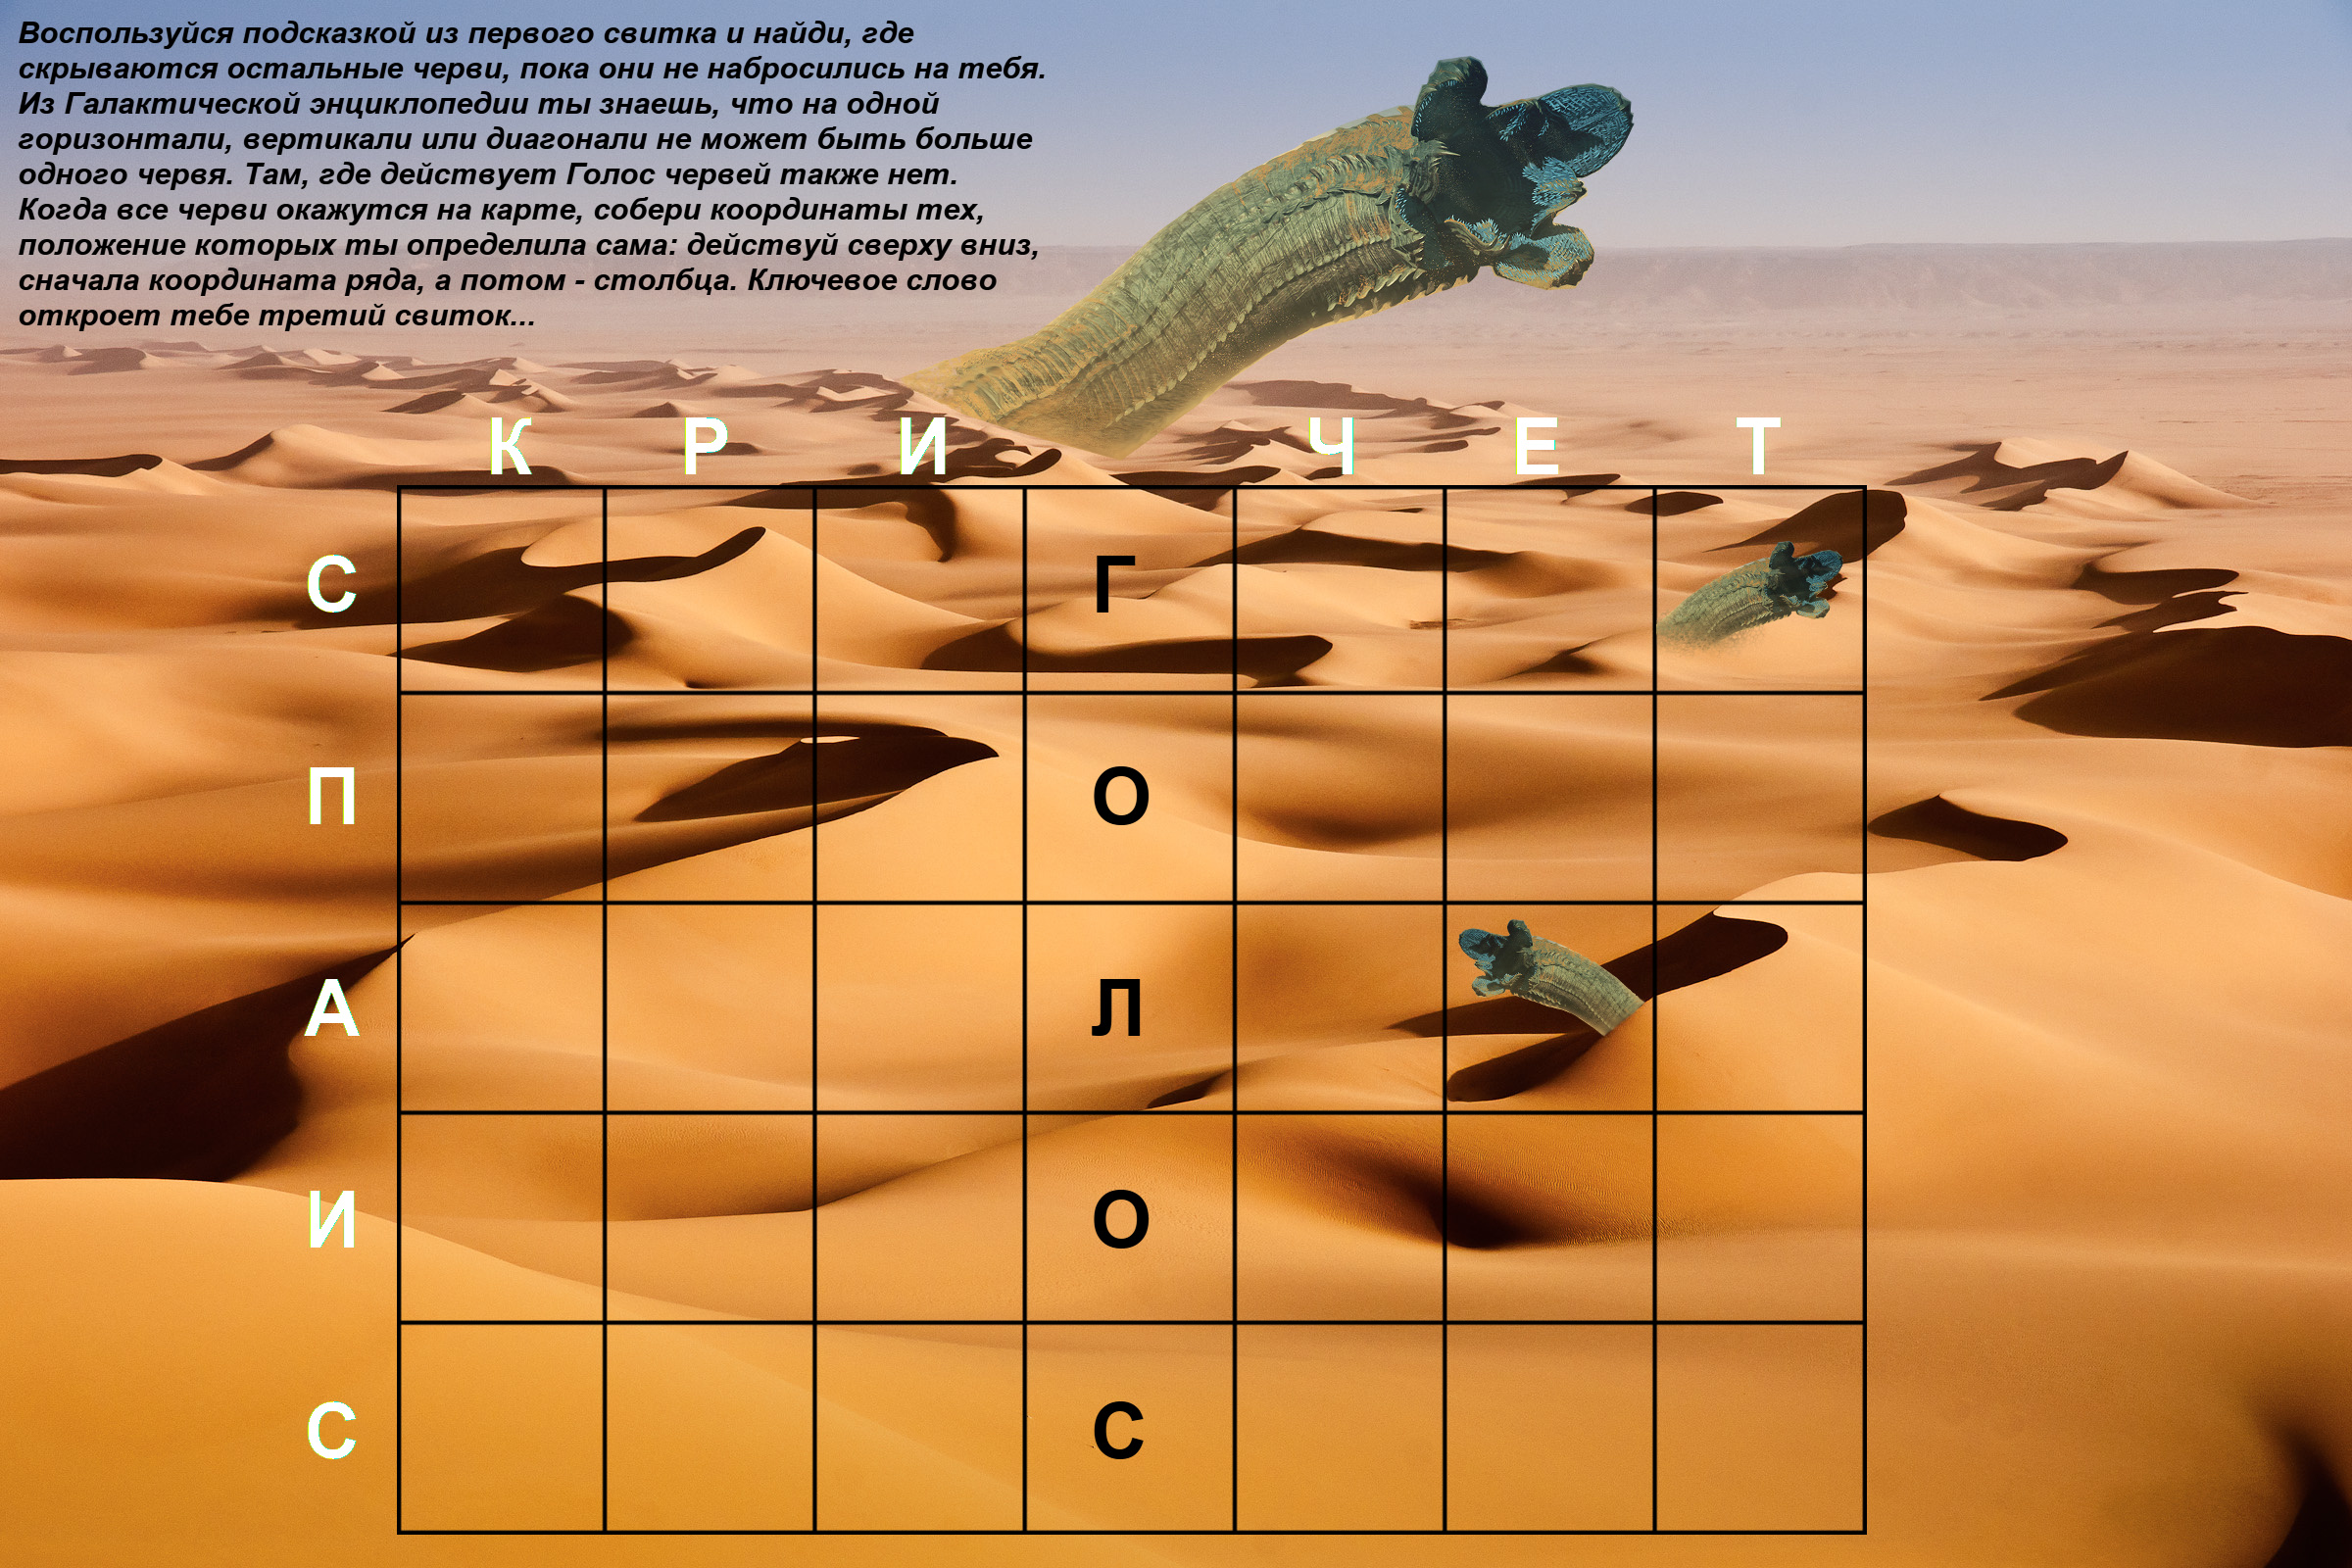 Воспользуйся подсказкой из первого свитка и найди, где
скрываются остальные черви, пока они не набросились на тебя.
Из Галактической энциклопедии ты знаешь, что на одной
горизонтали, вертикали или диагонали не может быть больше
одного червя. Там, где действует Голос червей также нет.
Когда все черви окажутся на карте, собери координаты тех,
положение которых ты определила сама: действуй сверху вниз,
сначала координата ряда, а потом - столбца. Ключевое слово
откроет тебе третий свиток...
К Р И Ч Е Т
С Г
П О
А Л
И О
С С